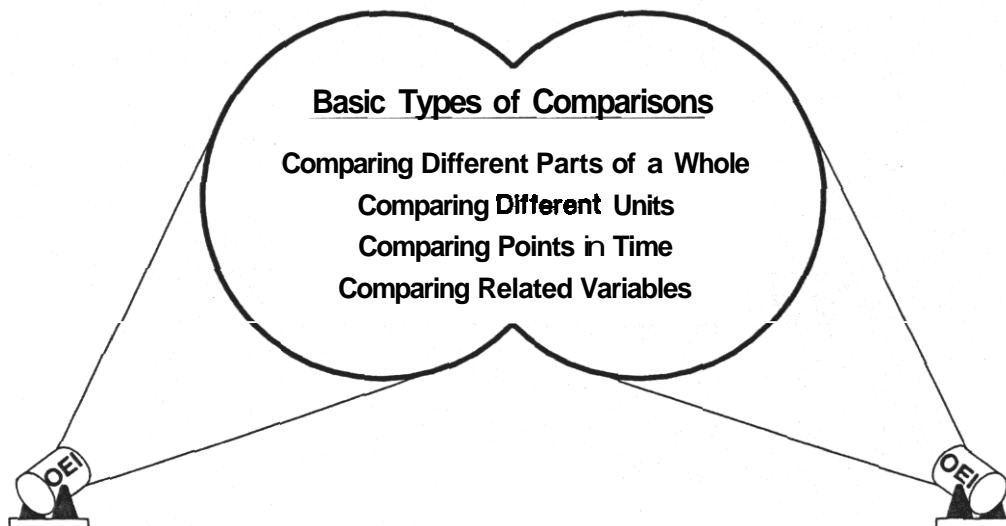 Basic Types of Comparisons
Comparing Different Parts of a Whole
Comparing Different Units
Comparing Points in Time
Comparing Related Variables
OEI
OEI